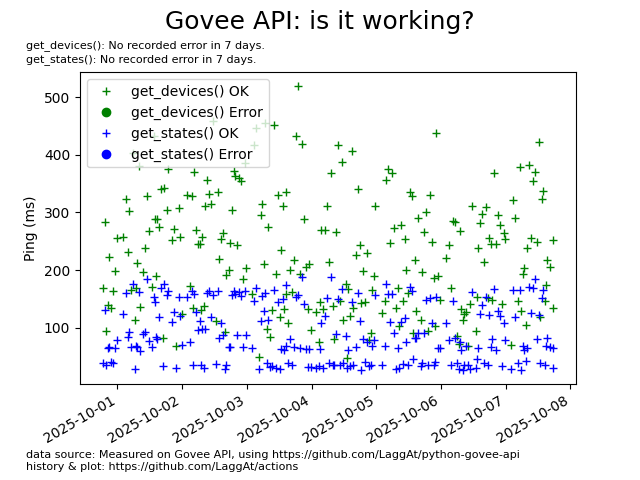 Govee API: is it working?
get_devices(): No recorded error in 7 days.
get_states(): No recorded error in 7 days.
get_devices() OK
get_devices() Error
get_states() OK
get_states() Error
Ping (ms)
500
400
300
200
100
2025-10-01
2025-10-02
2025-10-03
2025-10-04
2025-10-05
2025-10-06
2025-10-07
2025-10-08
data source: Measured on Govee API, using https://github.com/LaggAt/python-govee-api
history & plot: https://github.com/LaggAt/actions